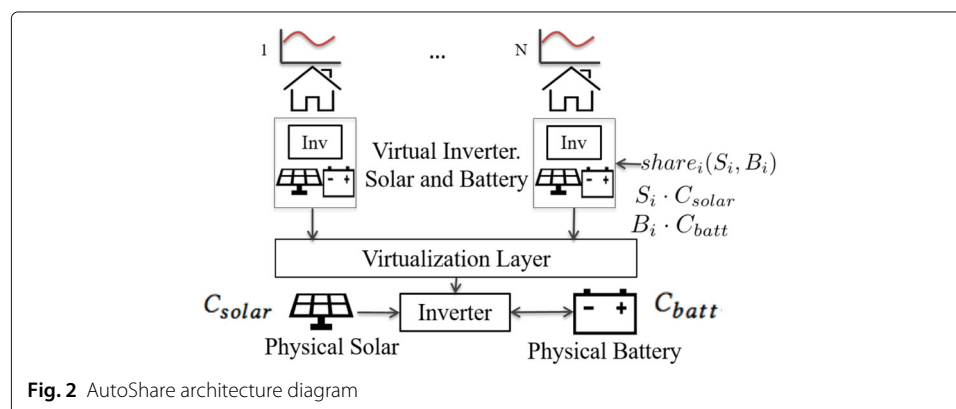 1
...
N
Inv
Inv
Virtual Inverter.
Solar and Battery
share_i(S_i, B_i)
S_i · C_solar
B_i · C_batt
Virtualization Layer
C_solar
Inverter
C_batt
Physical Solar
Physical Battery
Fig. 2 AutoShare architecture diagram